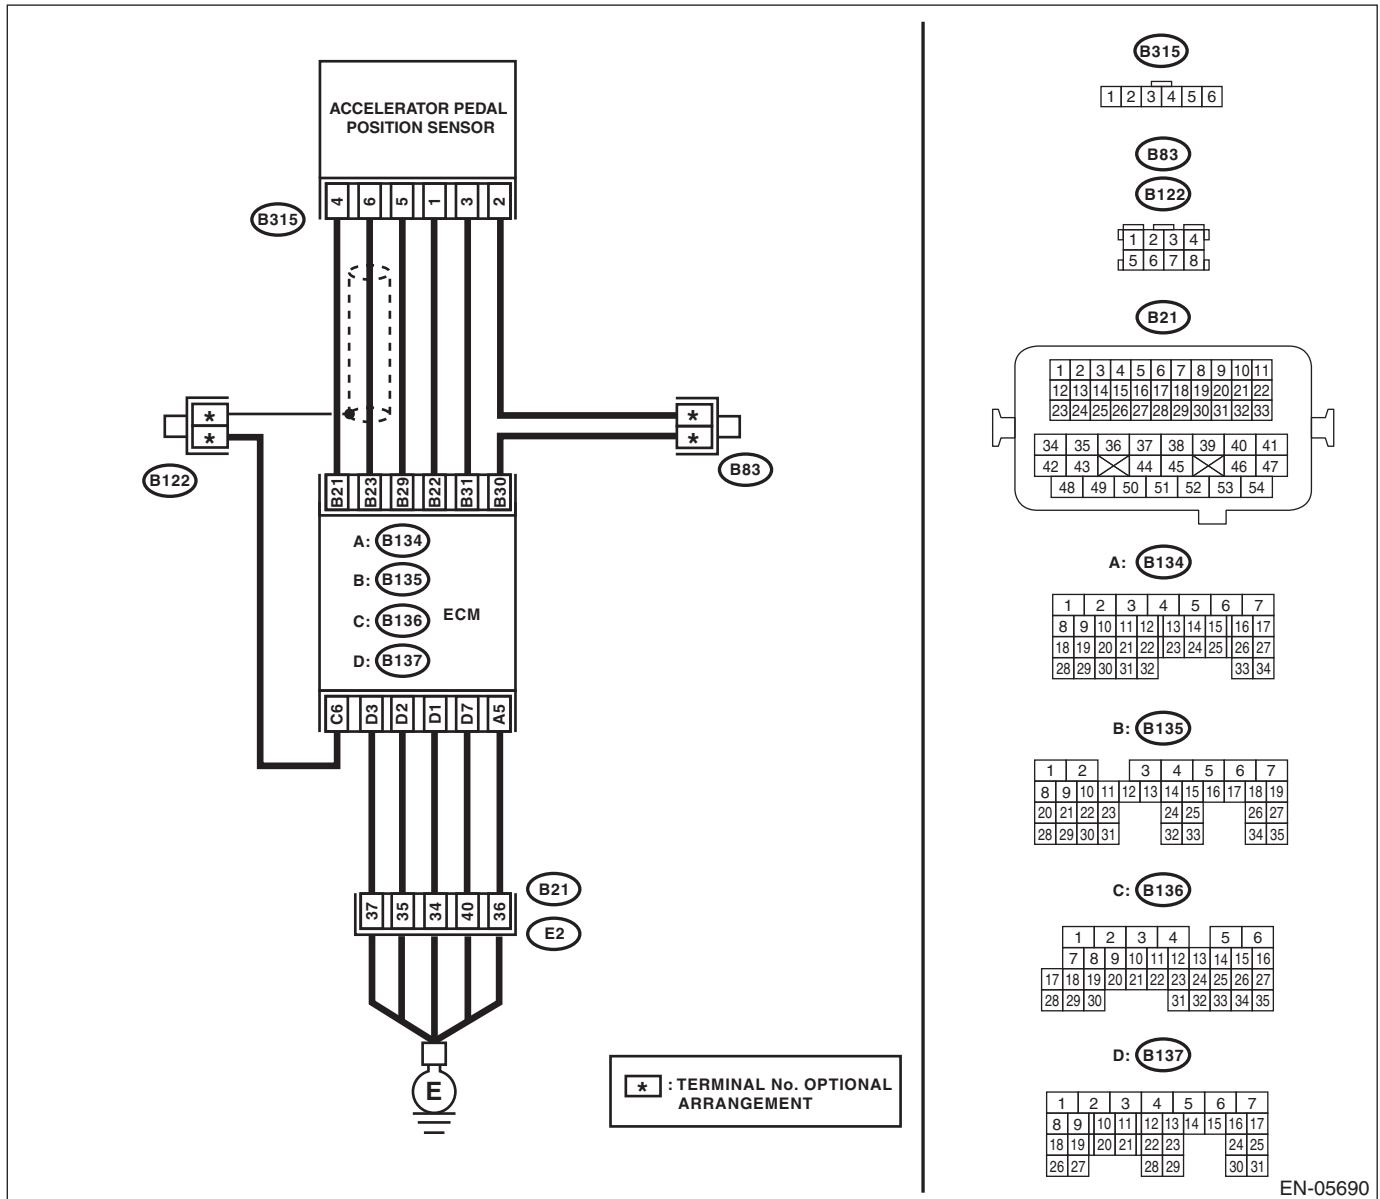 ACCELERATOR PEDAL
POSITION SENSOR
4 6 5 1 3 2
B315
* *
B122
* *
B83
B21 B23 B29 B22 B31 B30
A: B134
B: B135
C: B136
D: B137
ECM
C6 D3 D2 D1 D7 A5
B21
37 35 34 40 36
E2
E
* : TERMINAL No. OPTIONAL
ARRANGEMENT
B315
1 2 3 4 5 6
B83
B122
1 2 3 4
5 6 7 8
B21
1 2 3 4 5 6 7 8 9 10 11
12 13 14 15 16 17 18 19 20 21 22
23 24 25 26 27 28 29 30 31 32 33
34 35 36 37 38 39 40 41
42 43 44 45 46 47
48 49 50 51 52 53 54
A: B134
1 2 3 4 5 6 7
8 9 10 11 12 13 14 15 16 17
18 19 20 21 22 23 24 25 26 27
28 29 30 31 32 33 34
B: B135
1 2 3 4 5 6 7
8 9 10 11 12 13 14 15 16 17 18 19
20 21 22 23 24 25 26 27
28 29 30 31 32 33 34 35
C: B136
1 2 3 4 5 6
7 8 9 10 11 12 13 14 15 16
17 18 19 20 21 22 23 24 25 26 27
28 29 30 31 32 33 34 35
D: B137
1 2 3 4 5 6 7
8 9 10 11 12 13 14 15 16 17
18 19 20 21 22 23 24 25
26 27 28 29 30 31
EN-05690